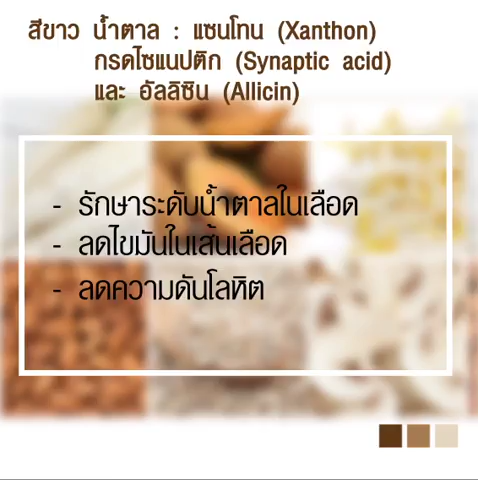 สีขาว น้ำตาล : แซนโทน (Xanthon)
กรดไซแนปติก (Synaptic acid)
และ อัลลิซิน (Allicin)
- รักษาระดับน้ำตาลในเลือด
- ลดไขมันในเส้นเลือด
- ลดความดันโลหิต